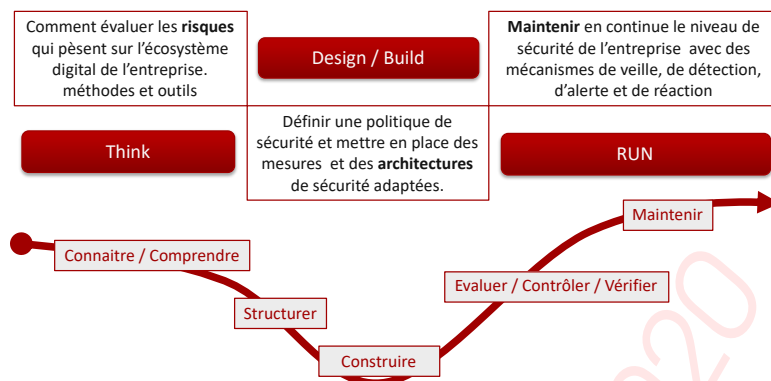 Comment évaluer les risques
qui pèsent sur l'écosystème
digital de l'entreprise.
méthodes et outils
Think
Design / Build
Définir une politique de
sécurité et mettre en place des
mesures et des architectures
de sécurité adaptées.
Maintenir en continue le niveau de
sécurité de l'entreprise avec des
mécanismes de veille, de détection,
d'alerte et de réaction
RUN
Connaitre / Comprendre
Structurer
Construire
Evaluer / Contrôler / Vérifier
Maintenir
020